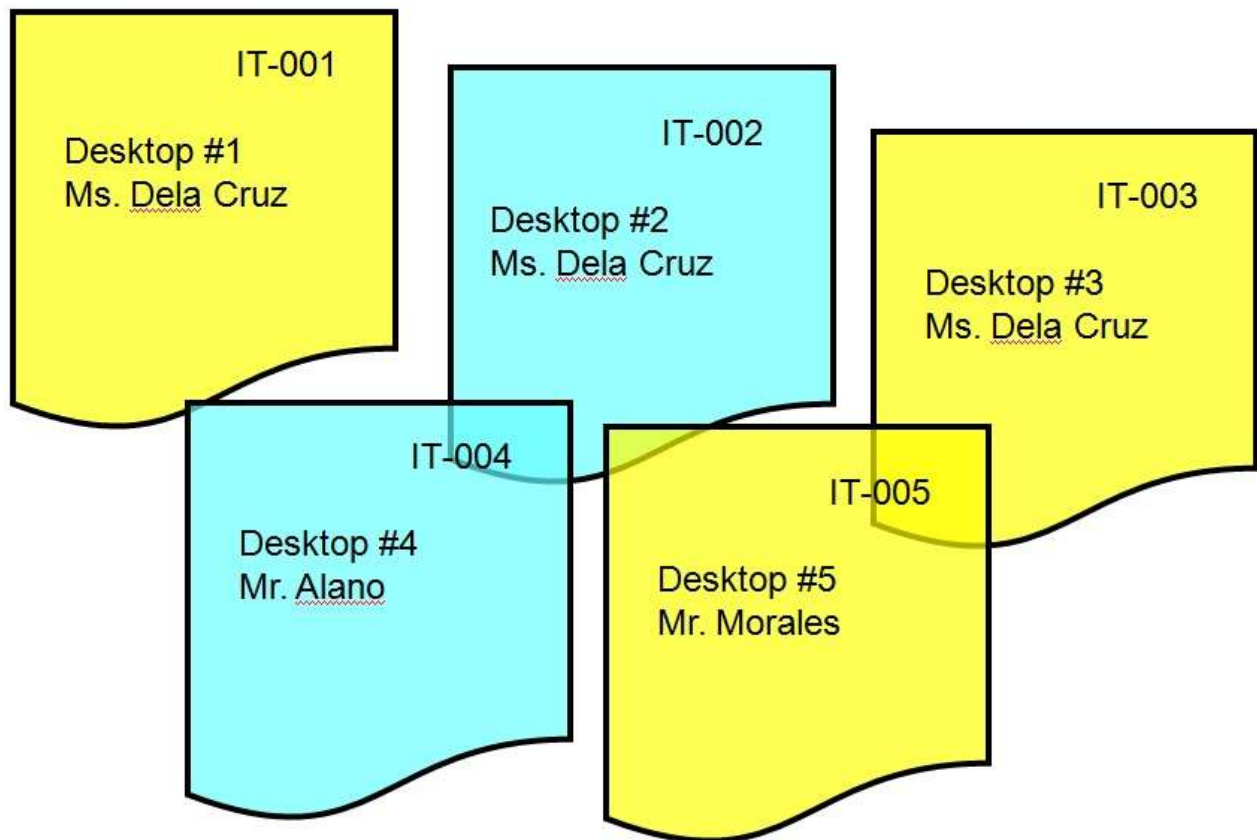 IT-001
Desktop #1
Ms. Dela Cruz
IT-002
Desktop #2
Ms. Dela Cruz
IT-003
Desktop #3
Ms. Dela Cruz
IT-004
Desktop #4
Mr. Alano
IT-005
Desktop #5
Mr. Morales